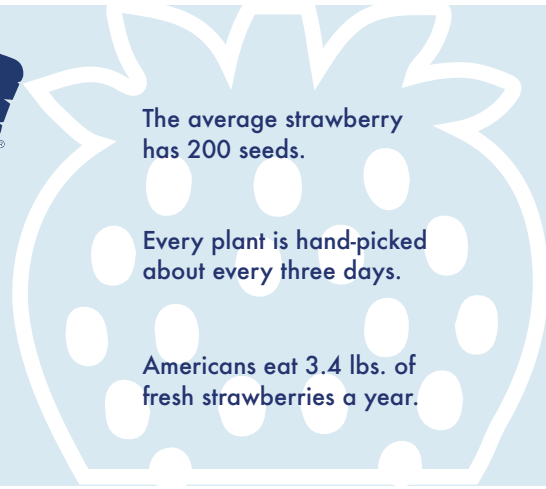 The average strawberry
has 200 seeds.
Every plant is hand-picked
about every three days.
Americans eat 3.4 lbs. of
fresh strawberries a year.
®